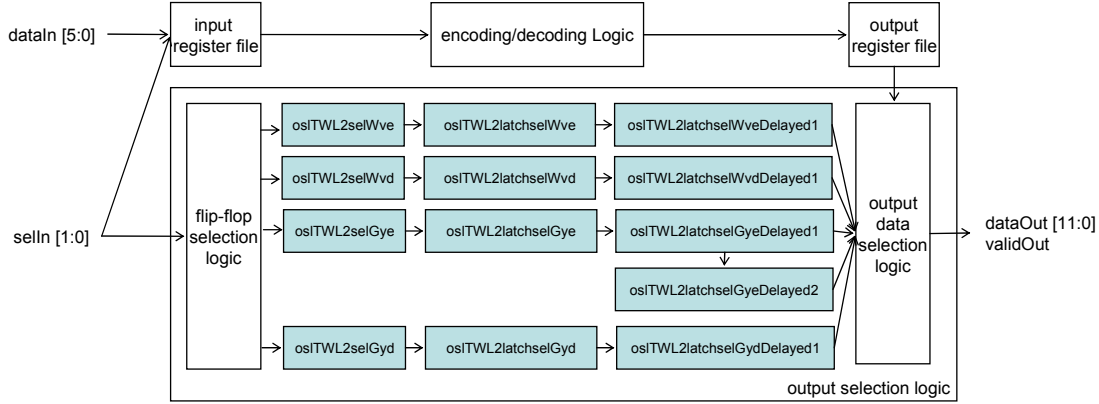 dataIn [5:0]
input
register file
encoding/decoding Logic
output
register file
selIn [1:0]
flip-flop
selection
logic
oslTWL2selWve
oslTWL2latchselWve
oslTWL2latchselWveDelayed1
oslTWL2selWvd
oslTWL2latchselWvd
oslTWL2latchselWvdDelayed1
oslTWL2selGye
oslTWL2latchselGye
oslTWL2latchselGyeDelayed1
oslTWL2latchselGyeDelayed2
oslTWL2selGyd
oslTWL2latchselGyd
oslTWL2latchselGydDelayed1
output
data
selection
logic
dataOut [11:0]
validOut
output selection logic